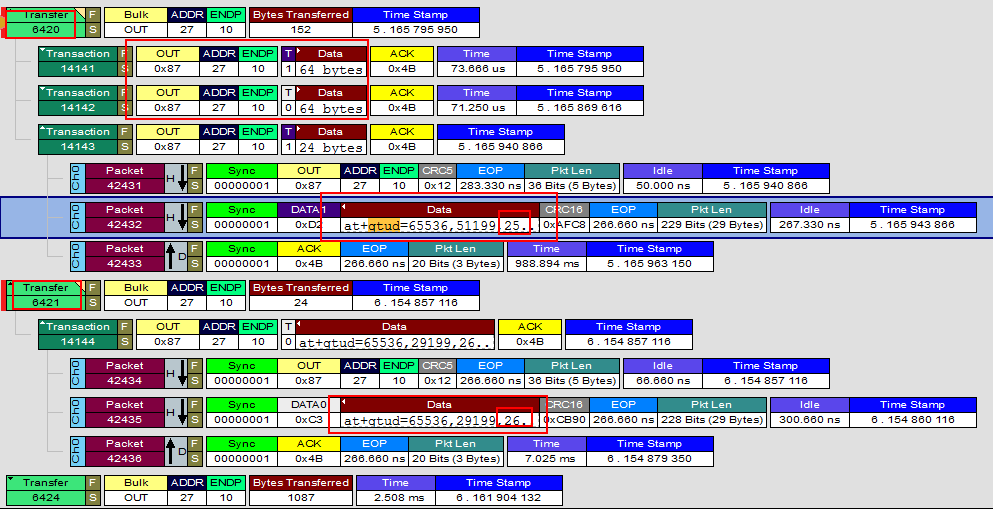 Transfer F Bulk ADDR ENDP Bytes Transferred Time Stamp
6420 S OUT 27 10 152 5 . 165 795 950
Transaction F OUT ADDR ENDP T Data ACK Time Time Stamp
14141 S 0x87 27 10 1 64 bytes 0x4B 73.666 us 5 . 165 795 950
Transaction F OUT ADDR ENDP T Data ACK Time Time Stamp
14142 S 0x87 27 10 0 64 bytes 0x4B 71.250 us 5 . 165 869 616
Transaction F OUT ADDR ENDP T Data ACK Time Stamp
14143 S 0x87 27 10 1 24 bytes 0x4B 5 . 165 940 866
Ch0 Packet H F Sync OUT ADDR ENDP CRC5 EOP Pkt Len Idle Time Stamp
42431 S 00000001 0x87 27 10 0x12 283.330 ns 36 Bits (5 Bytes) 50.000 ns 5 . 165 940 866
Ch0 Packet H F Sync DATA1 Data CRC16 EOP Pkt Len Idle Time Stamp
42432 S 00000001 0xD2 at+qtud=65536,51199,25.. 0xAFC8 266.660 ns 229 Bits (29 Bytes) 267.330 ns 5 . 165 943 866
Ch0 Packet D F Sync ACK EOP Pkt Len Time Time Stamp
42433 S 00000001 0x4B 266.660 ns 20 Bits (3 Bytes) 988.894 ms 5 . 165 963 150
Transfer F Bulk ADDR ENDP Bytes Transferred Time Stamp
6421 S OUT 27 10 24 6 . 154 857 116
Transaction F OUT ADDR ENDP T Data ACK Time Stamp
14144 S 0x87 27 10 0 at+qtud=65536,29199,26... 0x4B 6 . 154 857 116
Ch0 Packet H F Sync OUT ADDR ENDP CRC5 EOP Pkt Len Idle Time Stamp
42434 S 00000001 0x87 27 10 0x12 266.660 ns 36 Bits (5 Bytes) 66.660 ns 6 . 154 857 116
Ch0 Packet H F Sync DATA0 Data CRC16 EOP Pkt Len Idle Time Stamp
42435 S 00000001 0xC3 at+qtud=65536,29199,26.. 0xCB90 266.660 ns 228 Bits (29 Bytes) 300.660 ns 6 . 154 860 116
Ch0 Packet D F Sync ACK EOP Pkt Len Time Time Stamp
42436 S 00000001 0x4B 266.660 ns 20 Bits (3 Bytes) 7.025 ms 6 . 154 879 350
Transfer F Bulk ADDR ENDP Bytes Transferred Time Time Stamp
6424 S OUT 27 10 1087 2.508 ms 6 . 161 904 132